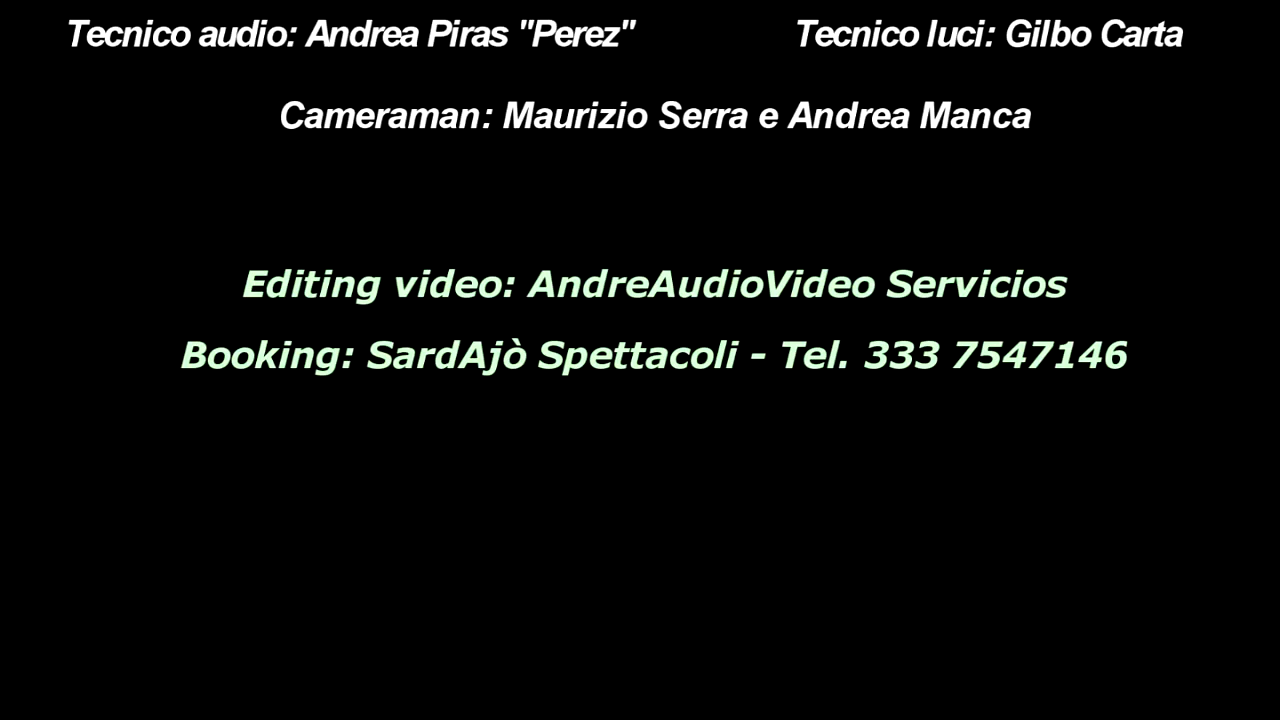 Tecnico audio: Andrea Piras "Perez" Tecnico luci: Gilbo Carta
Cameraman: Maurizio Serra e Andrea Manca
Editing video: AndreAudioVideo Servicios
Booking: SardAjò Spettacoli - Tel. 333 7547146